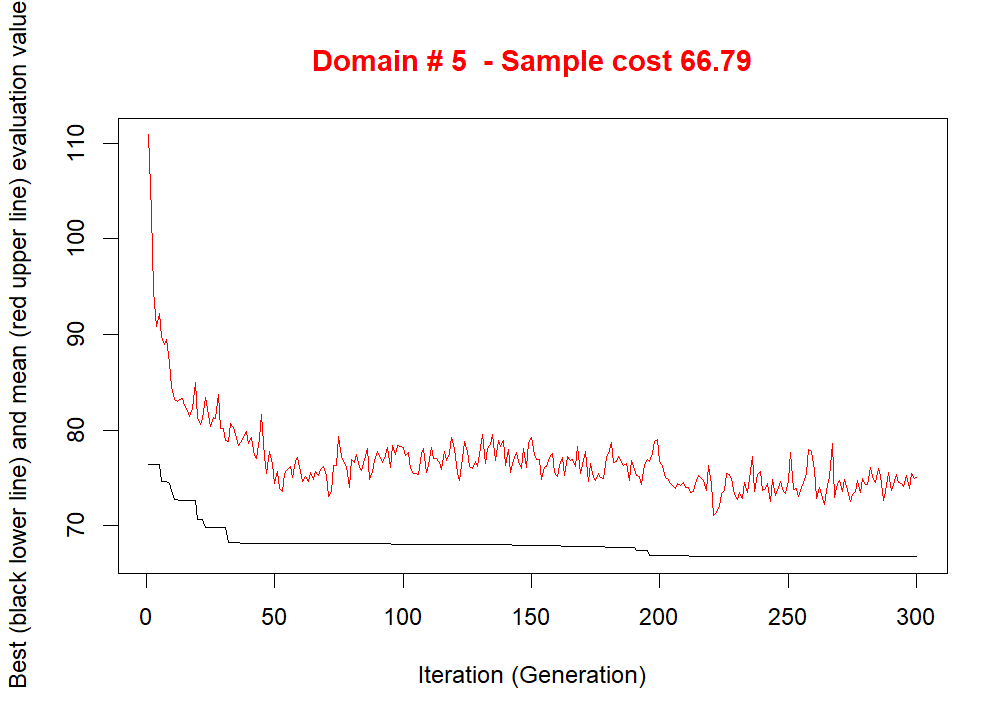 Domain # 5  - Sample cost 66.79
Best (black lower line) and mean (red upper line) evaluation value
110
100
90
80
70
0 50 100 150 200 250 300
Iteration (Generation)